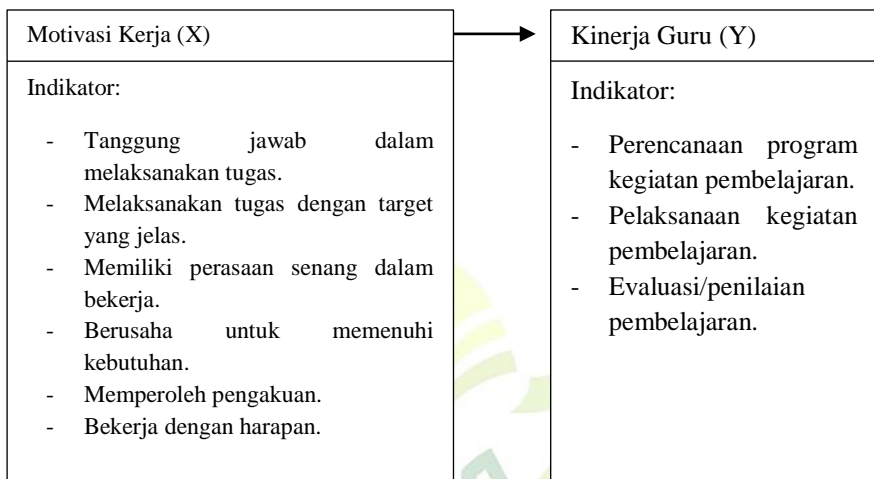 Motivasi Kerja (X)
Indikator:
- Tanggung jawab dalam
melaksanakan tugas.
- Melaksanakan tugas dengan target
yang jelas.
- Memiliki perasaan senang dalam
bekerja.
- Berusaha untuk memenuhi
kebutuhan.
- Memperoleh pengakuan.
- Bekerja dengan harapan.
Kinerja Guru (Y)
Indikator:
- Perencanaan program
kegiatan pembelajaran.
- Pelaksanaan kegiatan
pembelajaran.
- Evaluasi/penilaian
pembelajaran.